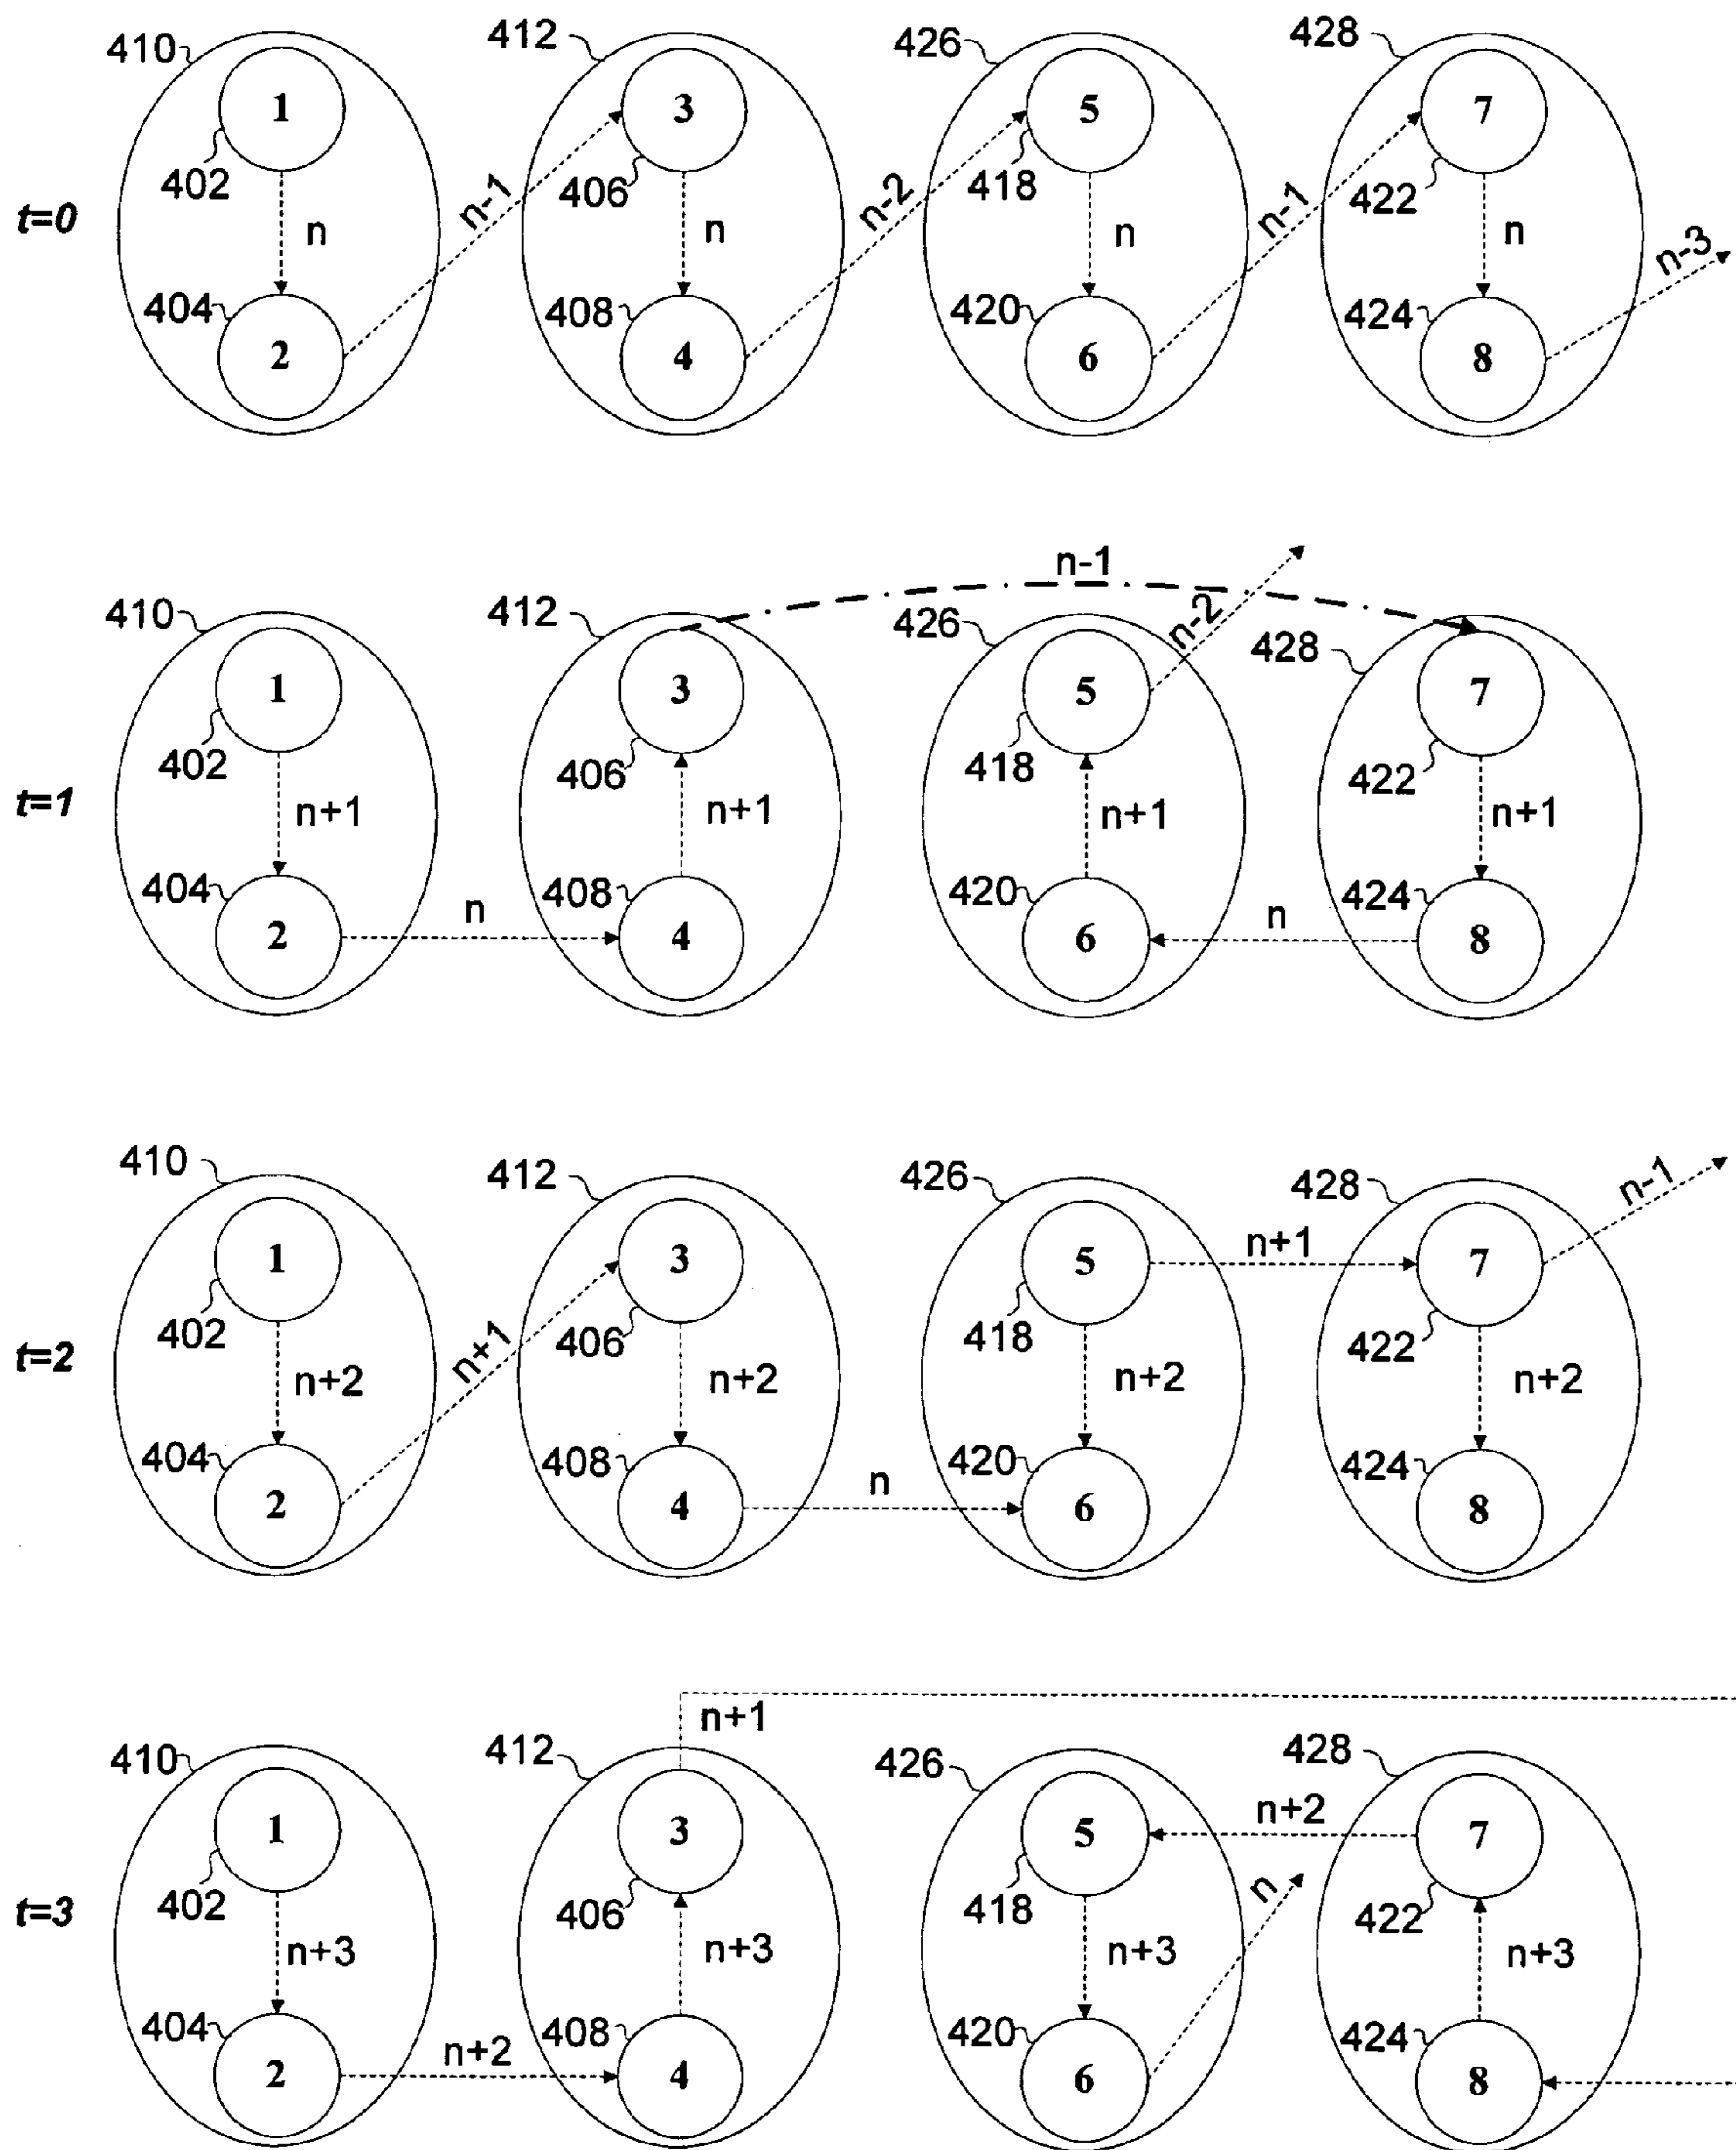 410 412 426 428
1 3 5 7
402 406 418 422
t=0 n n-1 n n-2 n n-1 n n-3
404 408 420 424
2 4 6 8
n-1
410 412 426 n-2 428
1 3 5 7
402 406 418 422
t=1 n+1 n+1 n+1 n+1
404 n 408 420 n 424
2 4 6 8
410 412 426 428 n-1
1 3 5 n+1 7
402 406 418 422
t=2 n+2 n+1 n+2 n+2 n+2
404 408 n 420 424
2 4 6 8
n+1
410 412 426 428
1 3 5 n+2 7
402 406 418 n 422
t=3 n+3 n+3 n+3 n+3
404 n+2 408 420 424
2 4 6 8